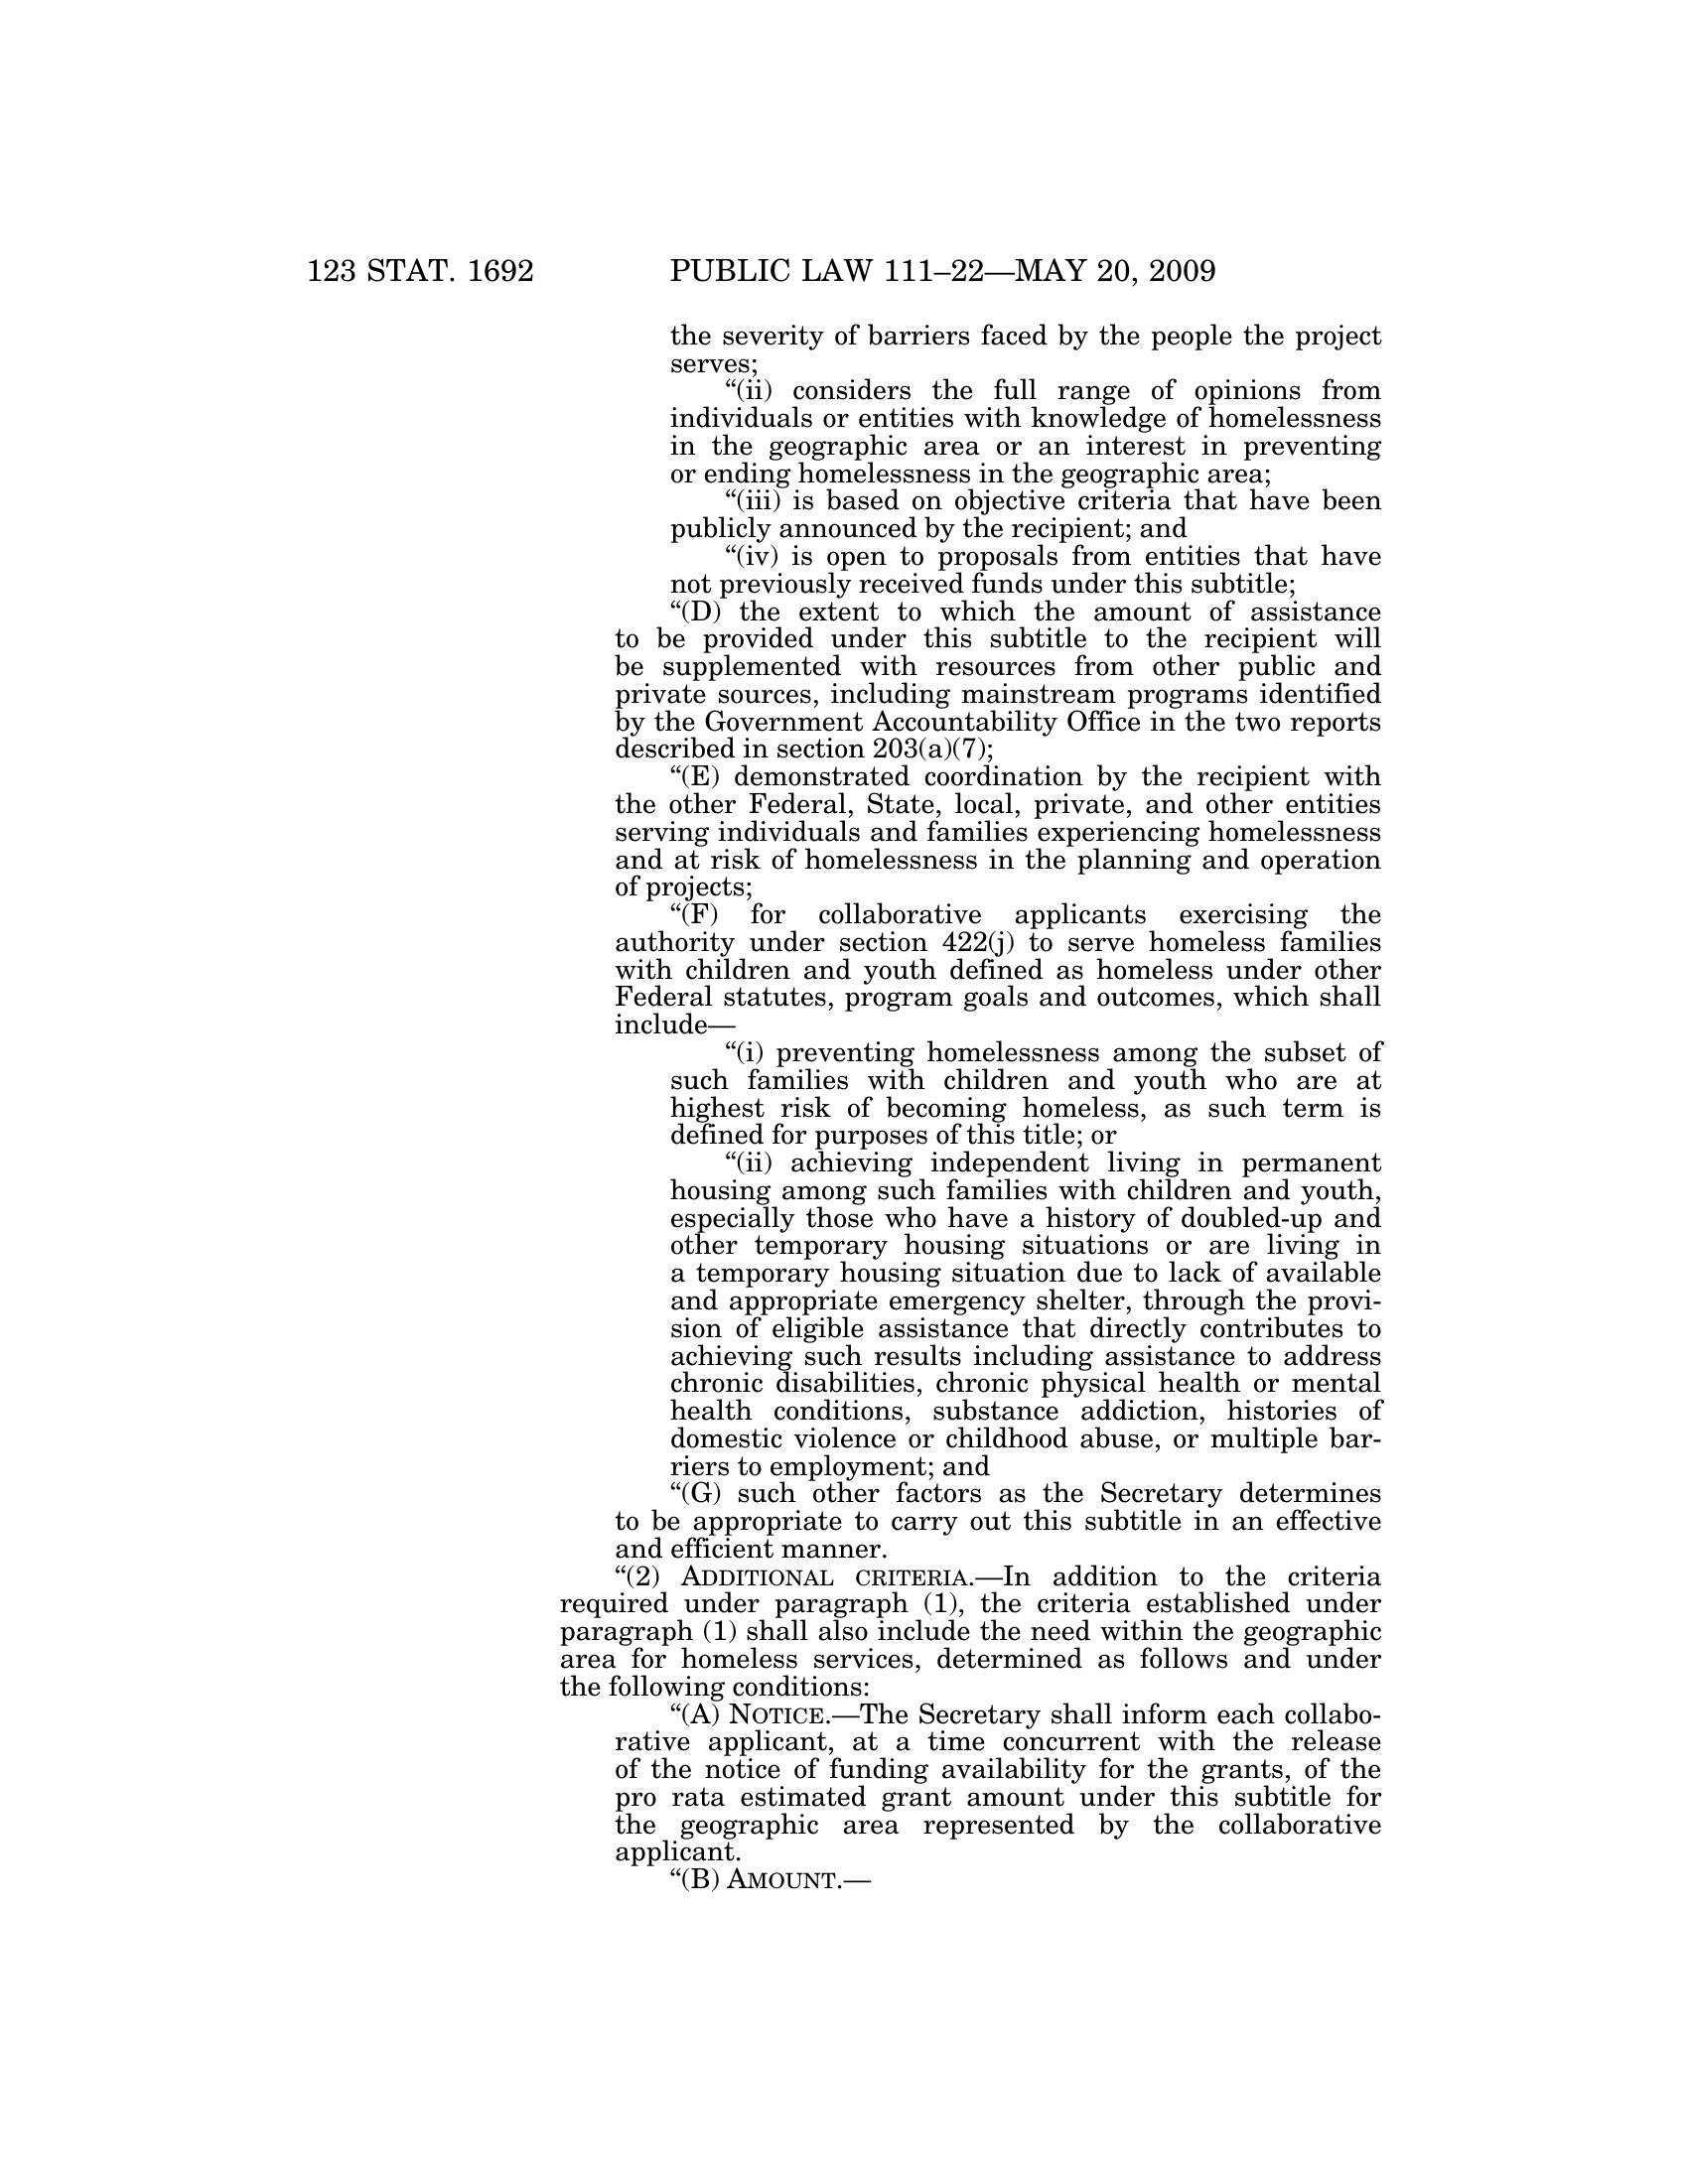 123 STAT. 1692 PUBLIC LAW 111–22—MAY 20, 2009
the severity of barriers faced by the people the project
serves;
“(ii) considers the full range of opinions from
individuals or entities with knowledge of homelessness
in the geographic area or an interest in preventing
or ending homelessness in the geographic area;
“(iii) is based on objective criteria that have been
publicly announced by the recipient; and
“(iv) is open to proposals from entities that have
not previously received funds under this subtitle;
“(D) the extent to which the amount of assistance
to be provided under this subtitle to the recipient will
be supplemented with resources from other public and
private sources, including mainstream programs identified
by the Government Accountability Office in the two reports
described in section 203(a)(7);
“(E) demonstrated coordination by the recipient with
the other Federal, State, local, private, and other entities
serving individuals and families experiencing homelessness
and at risk of homelessness in the planning and operation
of projects;
“(F) for collaborative applicants exercising the
authority under section 422(j) to serve homeless families
with children and youth defined as homeless under other
Federal statutes, program goals and outcomes, which shall
include—
“(i) preventing homelessness among the subset of
such families with children and youth who are at
highest risk of becoming homeless, as such term is
defined for purposes of this title; or
“(ii) achieving independent living in permanent
housing among such families with children and youth,
especially those who have a history of doubled-up and
other temporary housing situations or are living in
a temporary housing situation due to lack of available
and appropriate emergency shelter, through the provi-
sion of eligible assistance that directly contributes to
achieving such results including assistance to address
chronic disabilities, chronic physical health or mental
health conditions, substance addiction, histories of
domestic violence or childhood abuse, or multiple bar-
riers to employment; and
“(G) such other factors as the Secretary determines
to be appropriate to carry out this subtitle in an effective
and efficient manner.
“(2) ADDITIONAL CRITERIA.—In addition to the criteria
required under paragraph (1), the criteria established under
paragraph (1) shall also include the need within the geographic
area for homeless services, determined as follows and under
the following conditions:
“(A) NOTICE.—The Secretary shall inform each collabo-
rative applicant, at a time concurrent with the release
of the notice of funding availability for the grants, of the
pro rata estimated grant amount under this subtitle for
the geographic area represented by the collaborative
applicant.
“(B) AMOUNT.—